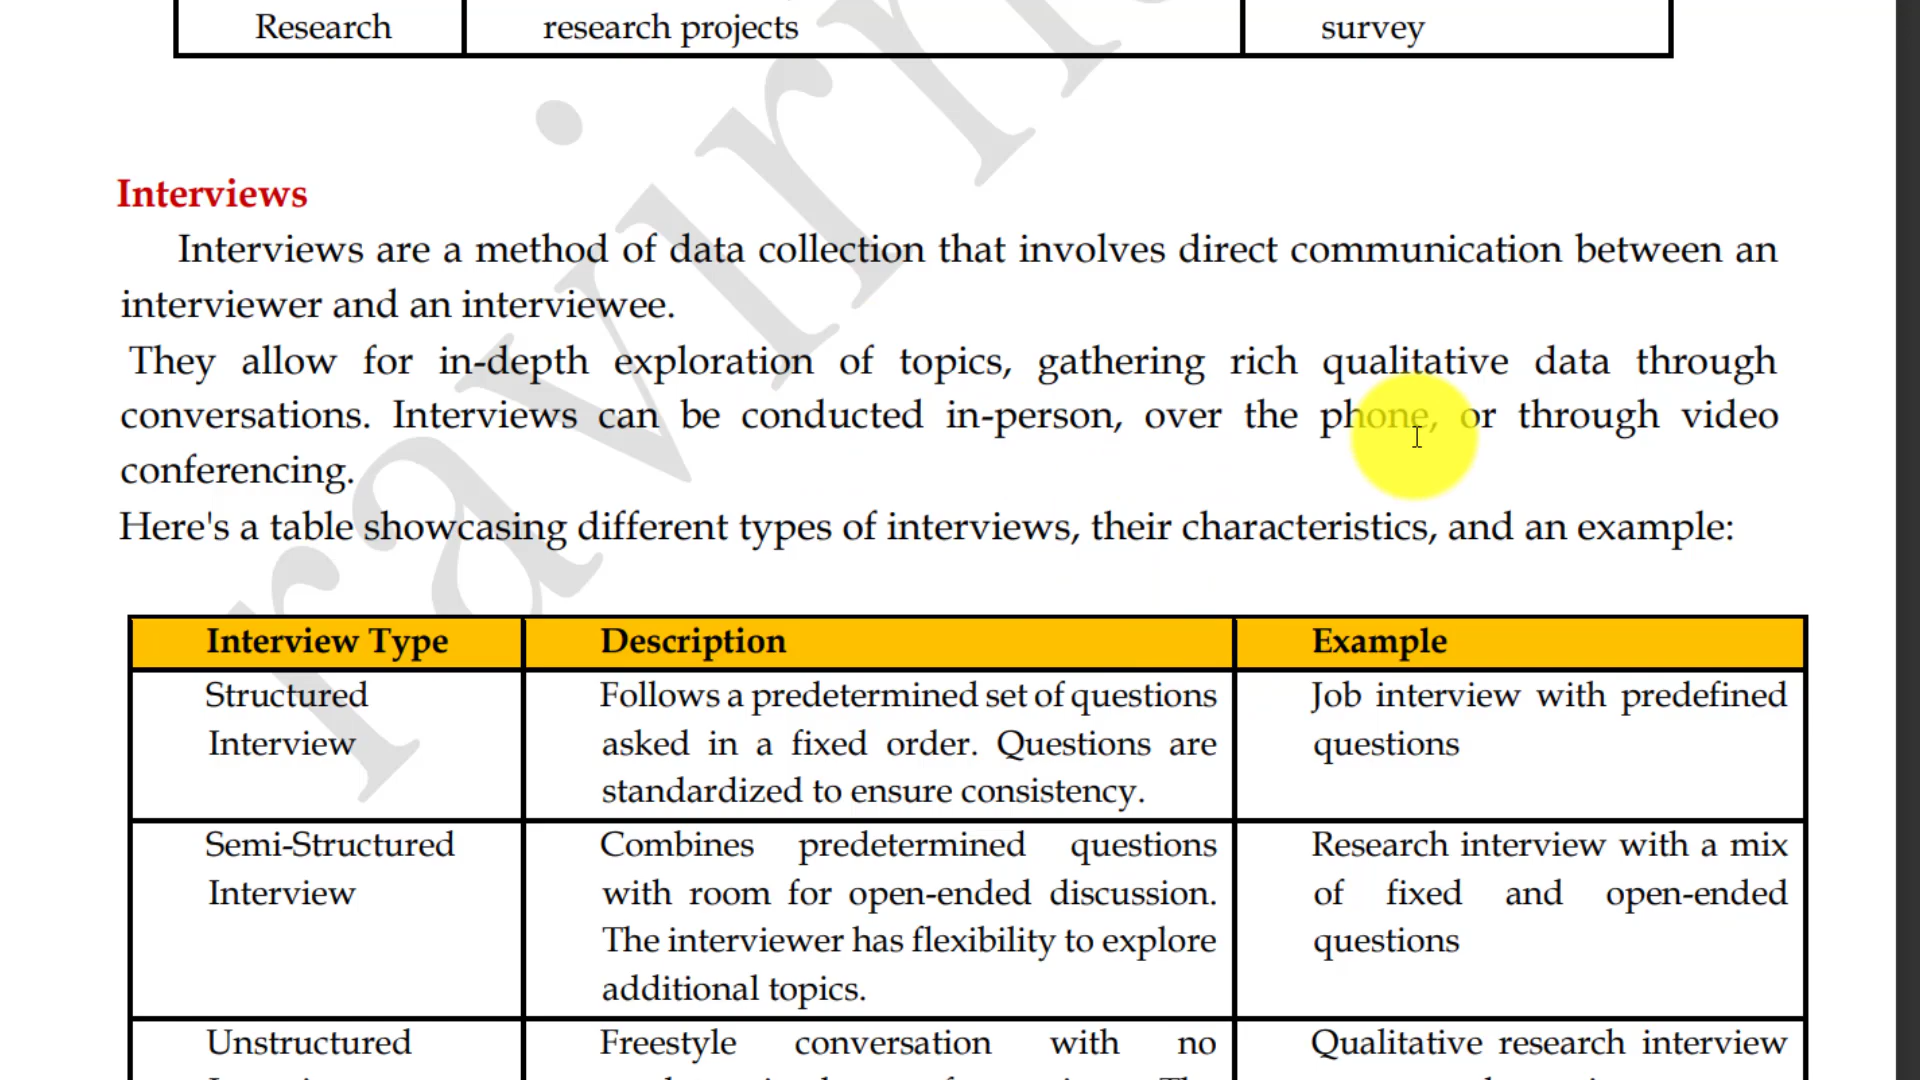 Research research projects survey
Interviews
Interviews are a method of data collection that involves direct communication between an
interviewer and an interviewee.
They allow for in-depth exploration of topics, gathering rich qualitative data through
conversations. Interviews can be conducted in-person, over the phone, or through video
conferencing.
Here's a table showcasing different types of interviews, their characteristics, and an example:
Interview Type Description Example
Structured Follows a predetermined set of questions Job interview with predefined
Interview asked in a fixed order. Questions are questions
standardized to ensure consistency.
Semi-Structured Combines predetermined questions Research interview with a mix
Interview with room for open-ended discussion. of fixed and open-ended
The interviewer has flexibility to explore questions
additional topics.
Unstructured Freestyle conversation with no Qualitative research interview